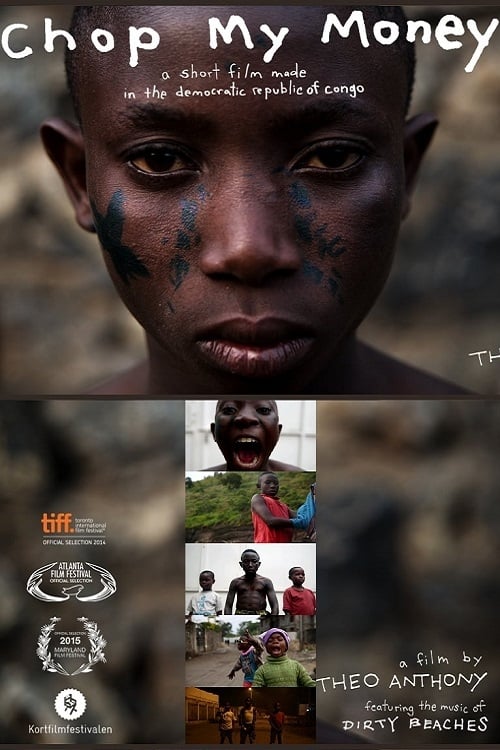 Chop My Money
a short film made
in the democratic republic of congo
TH
tiff.
toronto
international
film festival
OFFICIAL SELECTION 2014
ATLANTA
FILM FESTIVAL
OFFICIAL SELECTION
OFFICIAL SELECTION
2015
MARYLAND
FILM FESTIVAL
Kortfilmfestivalen
a film by
THEO ANTHONY
featuring the music of
DIRTY BEACHES